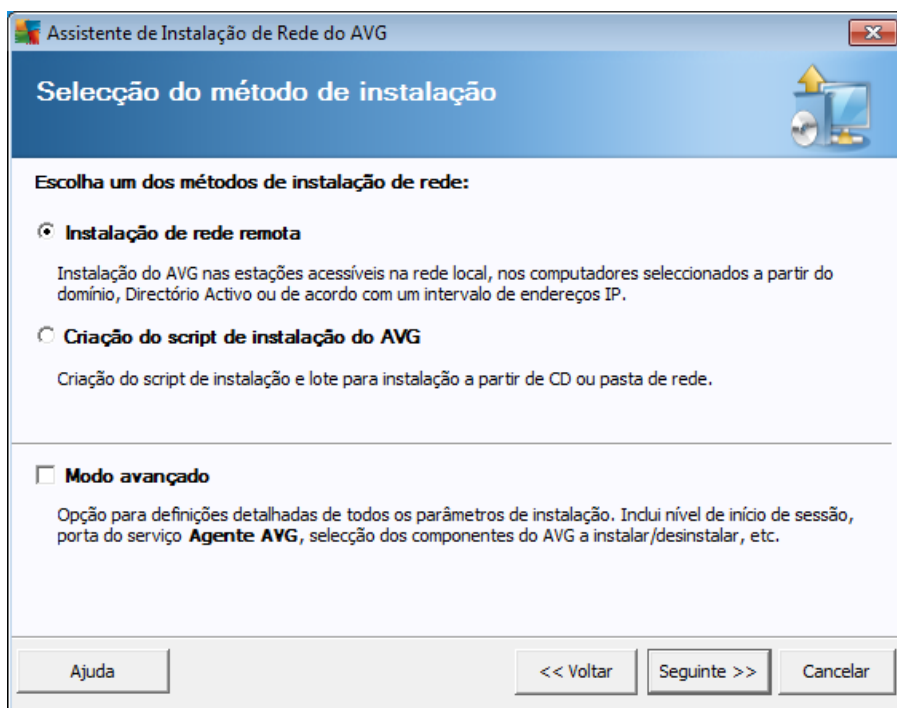 Assistente de Instalação de Rede do AVG
Selecção do método de instalação
Escolha um dos métodos de instalação de rede:
Instalação de rede remota
Instalação do AVG nas estações acessíveis na rede local, nos computadores seleccionados a partir do
domínio, Directório Activo ou de acordo com um intervalo de endereços IP.
Criação do script de instalação do AVG
Criação do script de instalação e lote para instalação a partir de CD ou pasta de rede.
Modo avançado
Opção para definições detalhadas de todos os parâmetros de instalação. Inclui nível de início de sessão,
porta do serviço Agente AVG, selecção dos componentes do AVG a instalar/desinstalar, etc.
Ajuda
<< Voltar
Seguinte >>
Cancelar